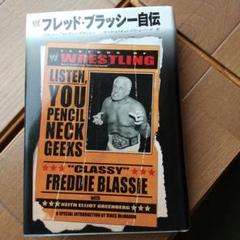 フレッド・ブラッシー自伝
LEGENDS OF
WRESTLING
LISTEN,
YOU
PENCIL
NECK
GEEKS
"CLASSY"
FREDDIE BLASSIE
with
KEITH ELLIOT GREENBERG
A SPECIAL INTRODUCTION BY VINCE McMAHON